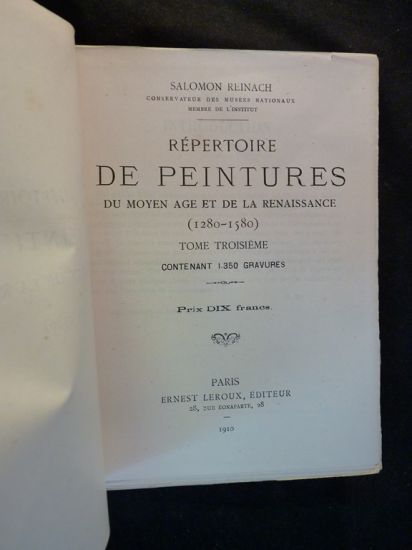 SALOMON REINACH
CONSERVATEUR DES MUSÉES NATIONAUX
MEMBRE DE L'INSTITUT
RÉPERTOIRE
DE PEINTURES
DU MOYEN AGE ET DE LA RENAISSANCE
(1280-1580)
TOME TROISIÈME
CONTENANT 1.350 GRAVURES
Prix DIX francs.
PARIS
ERNEST LEROUX, ÉDITEUR
28, RUE BONAPARTE, 28
1910